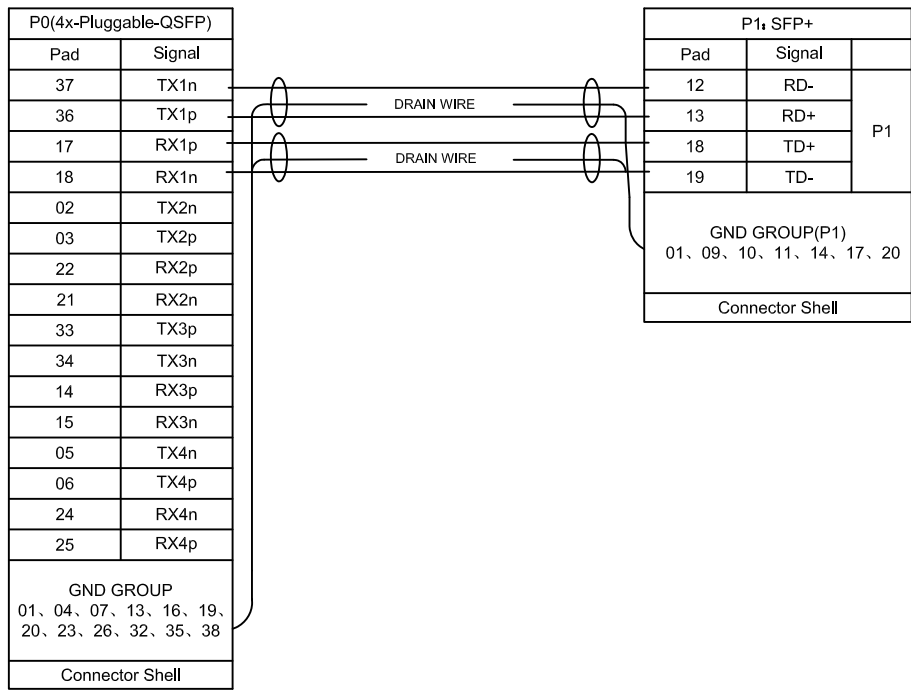 P0(4x-Pluggable-QSFP)
Pad Signal
37 TX1n
36 TX1p
17 RX1p
18 RX1n
02 TX2n
03 TX2p
22 RX2p
21 RX2n
33 TX3p
34 TX3n
14 RX3p
15 RX3n
05 TX4n
06 TX4p
24 RX4n
25 RX4p
GND GROUP
01、04、07、13、16、19、
20、23、26、32、35、38
Connector Shell
DRAIN WIRE
DRAIN WIRE
P1：SFP+
Pad Signal
12 RD-
13 RD+
18 TD+
19 TD-
P1
GND GROUP(P1)
01、09、10、11、14、17、20
Connector Shell